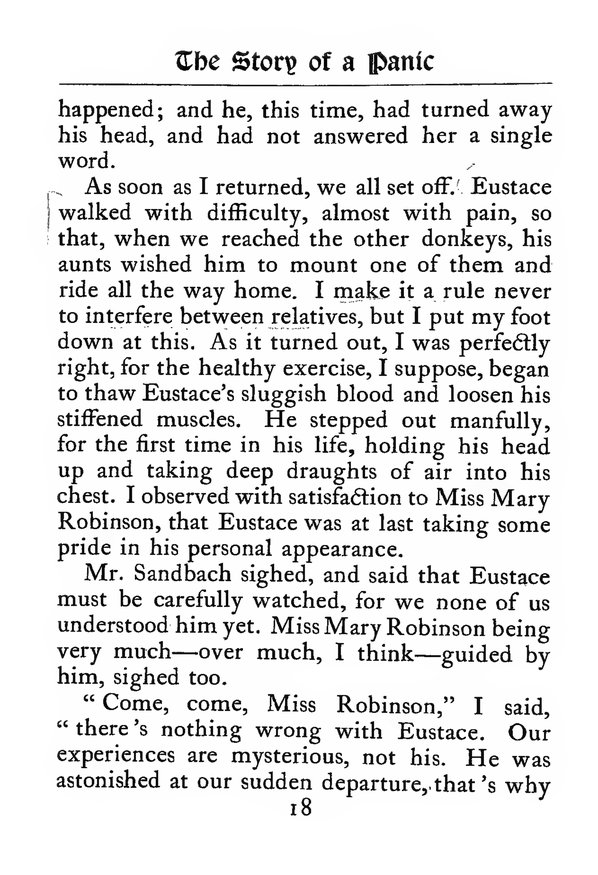 The Story of a Panic
happened; and he, this time, had turned away
his head, and had not answered her a single
word.
As soon as I returned, we all set off. Eustace
walked with difficulty, almost with pain, so
that, when we reached the other donkeys, his
aunts wished him to mount one of them and
ride all the way home. I make it a rule never
to interfere between relatives, but I put my foot
down at this. As it turned out, I was perfectly
right, for the healthy exercise, I suppose, began
to thaw Eustace's sluggish blood and loosen his
stiffened muscles. He stepped out manfully,
for the first time in his life, holding his head
up and taking deep draughts of air into his
chest. I observed with satisfaction to Miss Mary
Robinson, that Eustace was at last taking some
pride in his personal appearance.
Mr. Sandbach sighed, and said that Eustace
must be carefully watched, for we none of us
understood him yet. Miss Mary Robinson being
very much—over much, I think—guided by
him, sighed too.
“Come, come, Miss Robinson,” I said,
“there's nothing wrong with Eustace. Our
experiences are mysterious, not his. He was
astonished at our sudden departure, that's why
18